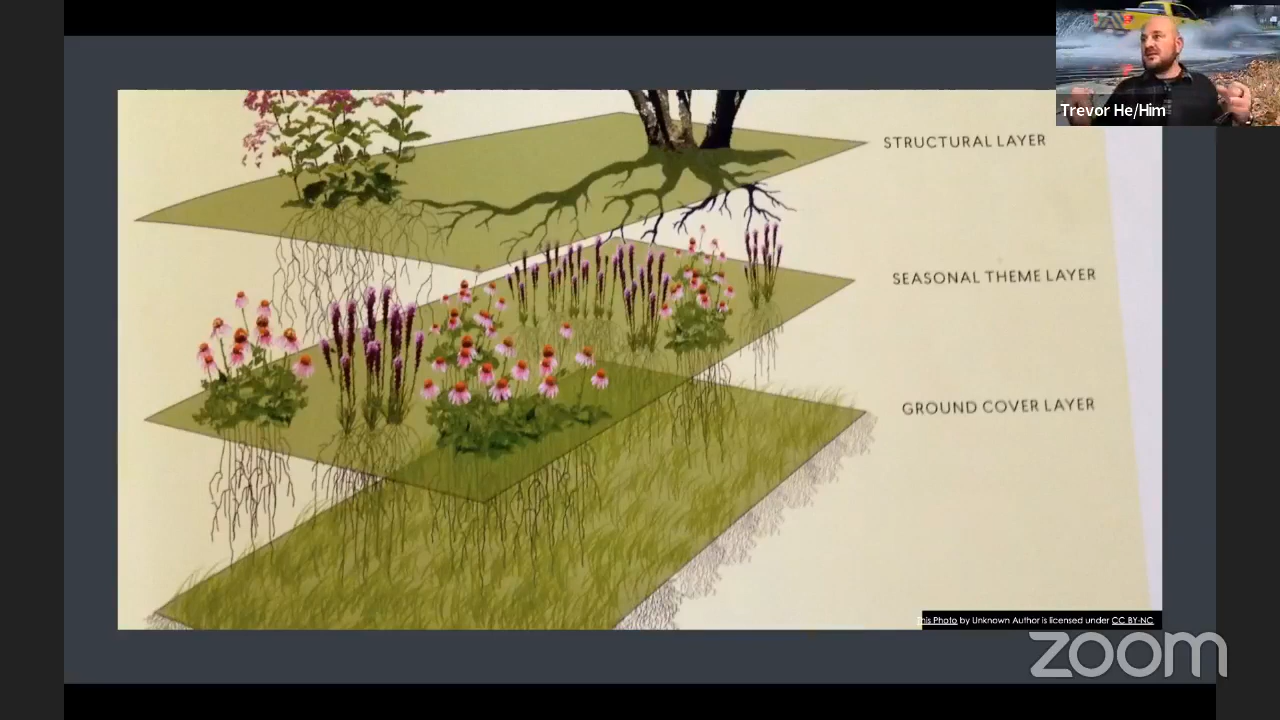 Trevor He/Him
STRUCTURAL LAYER
SEASONAL THEME LAYER
GROUND COVER LAYER
This Photo by Unknown Author is licensed under CC BY-NC
zoom